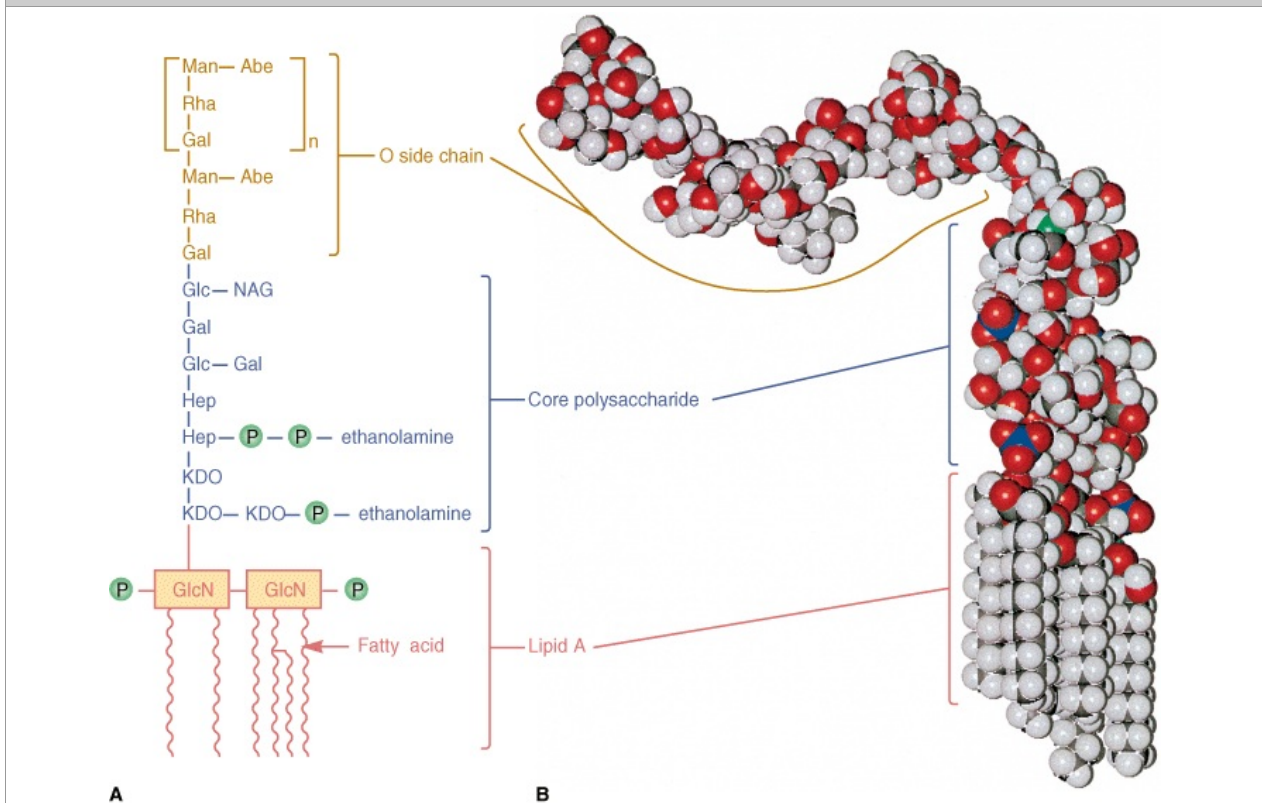 Man— Abe
Rha
Gal
n
Man— Abe
Rha
Gal
O side chain
Glc— NAG
Gal
Glc— Gal
Hep
Hep— P — P — ethanolamine
KDO
KDO— KDO— P — ethanolamine
Core polysaccharide
P GlcN GlcN P
Fatty acid
Lipid A
A
B